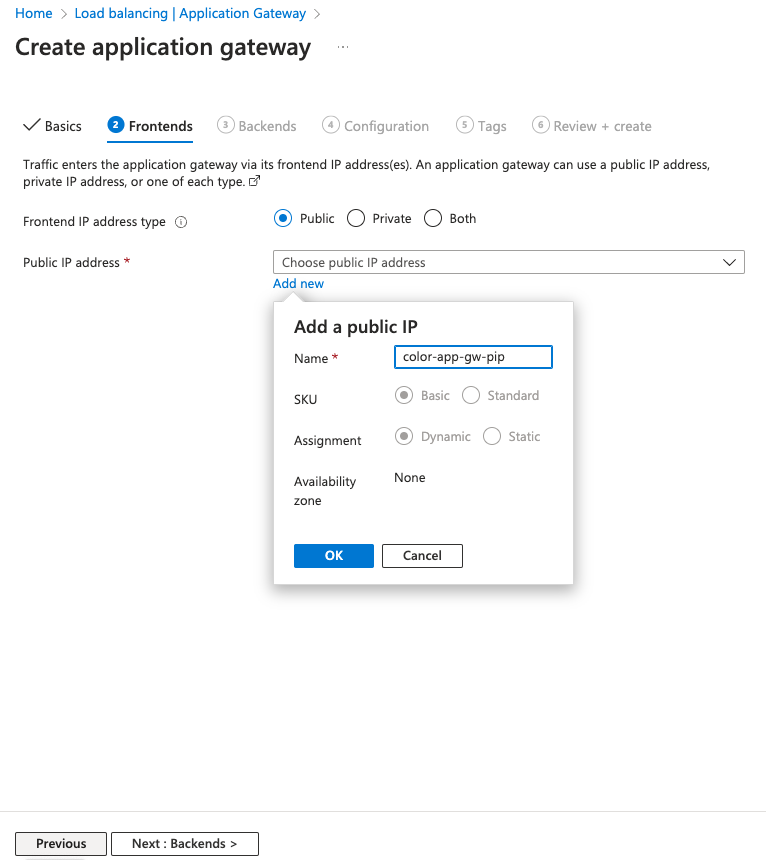 Home > Load balancing | Application Gateway >
Create application gateway ...
Basics 2 Frontends 3 Backends 4 Configuration 5 Tags 6 Review + create
Traffic enters the application gateway via its frontend IP address(es). An application gateway can use a public IP address,
private IP address, or one of each type.
Frontend IP address type Public Private Both
Public IP address * Choose public IP address
Add new
Add a public IP
Name * color-app-gw-pip
SKU Basic Standard
Assignment Dynamic Static
Availability None
zone
OK Cancel
Previous Next : Backends >